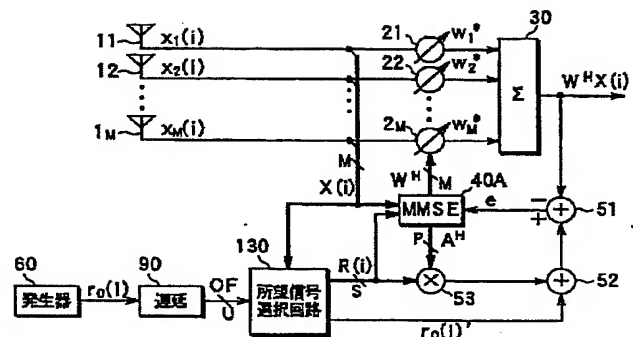 11 x₁(i) 21 w₁* 30
12 x₂(i) 22 w₂*
Σ WᴴX(i)
1M xM(i) 2M wM*
M
X(i) Wᴴ M 40A
MMSE e − + 51
130 R(i) P Aᴴ
60 90 OF S + 52
発生器 r₀(i) 遅延 U 所望信号選択回路 × 53
r₀(i)'